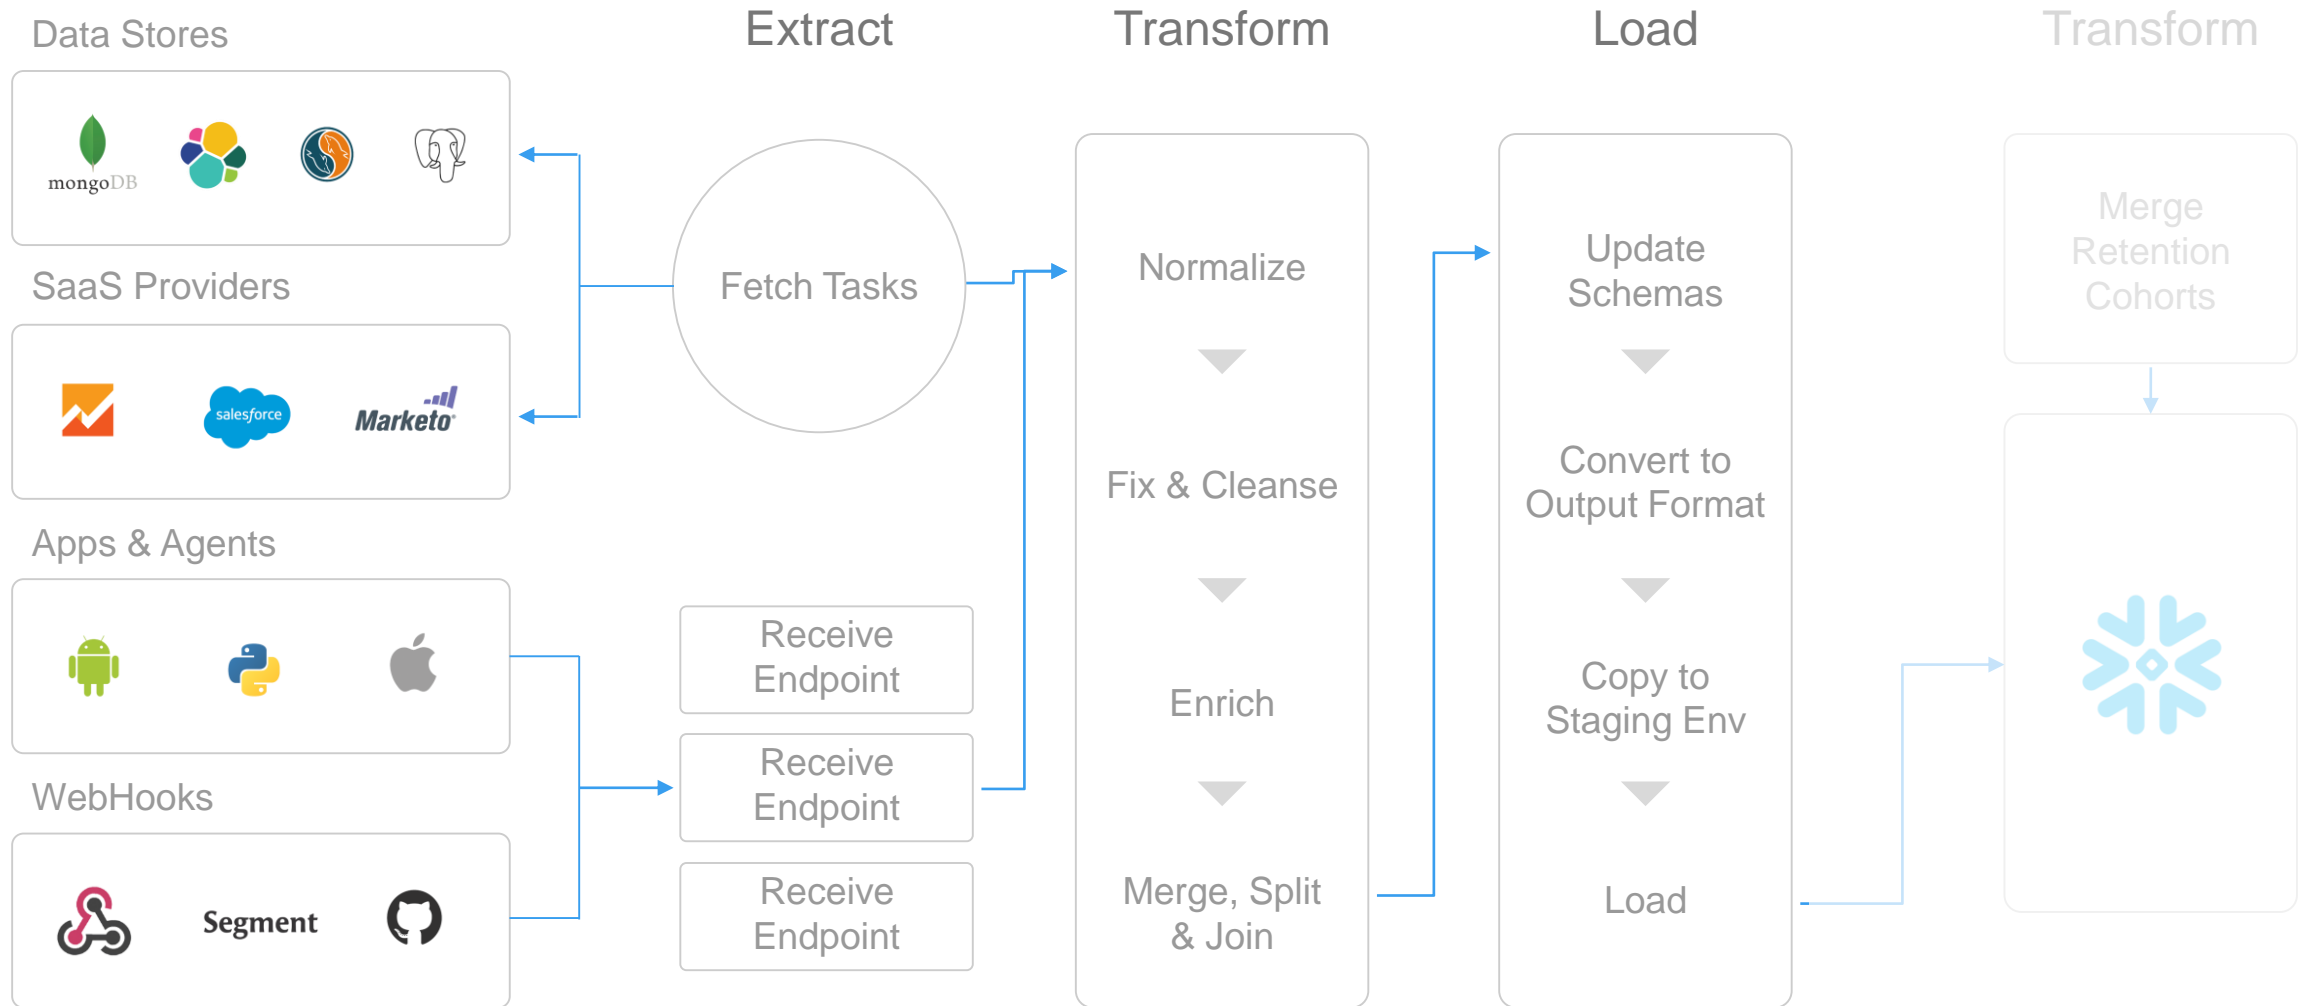 Data Stores
mongoDB
SaaS Providers
salesforce
Marketo
Apps & Agents
WebHooks
Segment
Extract
Fetch Tasks
Receive
Endpoint
Receive
Endpoint
Receive
Endpoint
Transform
Normalize
Fix & Cleanse
Enrich
Merge, Split
& Join
Load
Update
Schemas
Convert to
Output Format
Copy to
Staging Env
Load
Transform
Merge
Retention
Cohorts